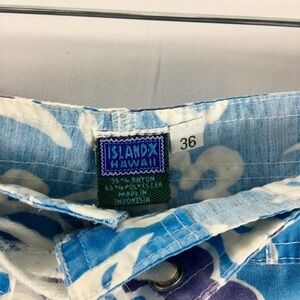 ISLAND-X
HAWAII
36
35% RAYON
65% POLYESTER
MADE IN
INDONESIA